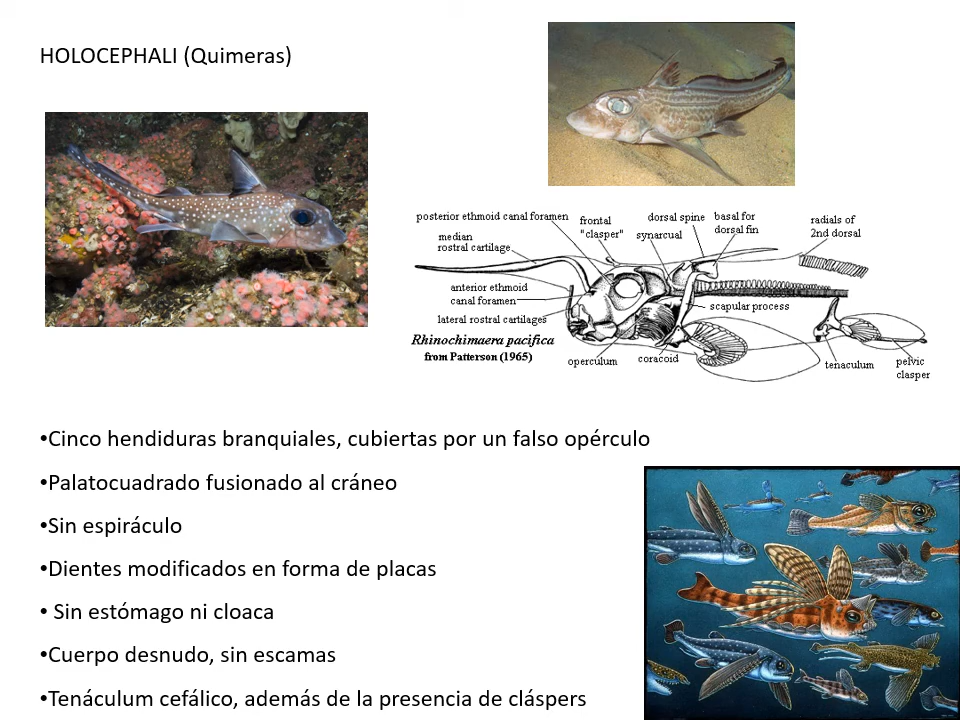 HOLOCEPHALI (Quimeras)
posterior ethmoid canal foramen
frontal
"clasper"
dorsal spine
synarcual
basal for
dorsal fin
radials of
2nd dorsal
median
rostral cartilage
anterior ethmoid
canal foramen
lateral rostral cartilages
scapular process
Rhinochimaera pacifica
from Patterson (1965)
operculum
coracoid
tenaculum
pelvic
clasper
•Cinco hendiduras branquiales, cubiertas por un falso opérculo
•Palatocuadrado fusionado al cráneo
•Sin espiráculo
•Dientes modificados en forma de placas
• Sin estómago ni cloaca
•Cuerpo desnudo, sin escamas
•Tenáculum cefálico, además de la presencia de cláspers